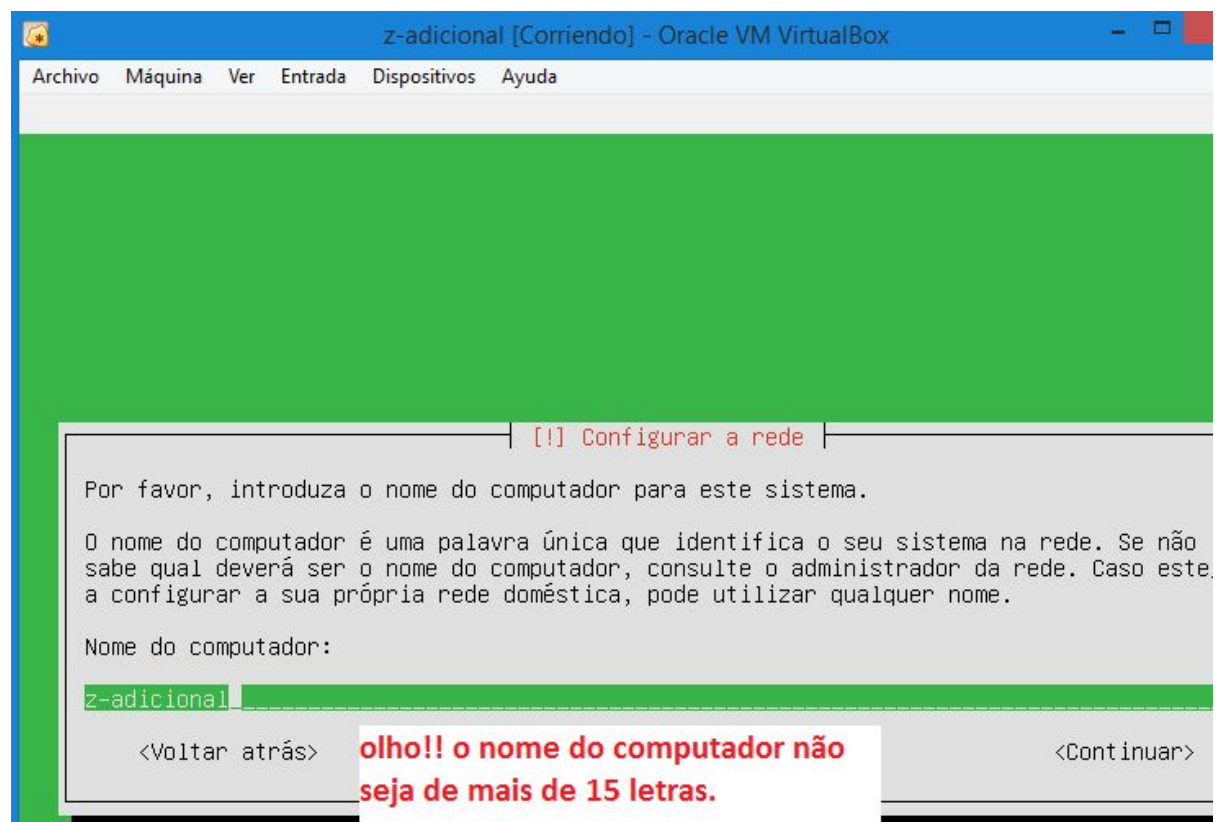 z-adicional [Corriendo] - Oracle VM VirtualBox
Archivo Máquina Ver Entrada Dispositivos Ayuda
[!] Configurar a rede
Por favor, introduza o nome do computador para este sistema.
O nome do computador é uma palavra única que identifica o seu sistema na rede. Se não
sabe qual deverá ser o nome do computador, consulte o administrador da rede. Caso este
a configurar a sua própria rede doméstica, pode utilizar qualquer nome.
Nome do computador:
z-adicional
<Voltar atrás> <Continuar>
olho!! o nome do computador não
seja de mais de 15 letras.